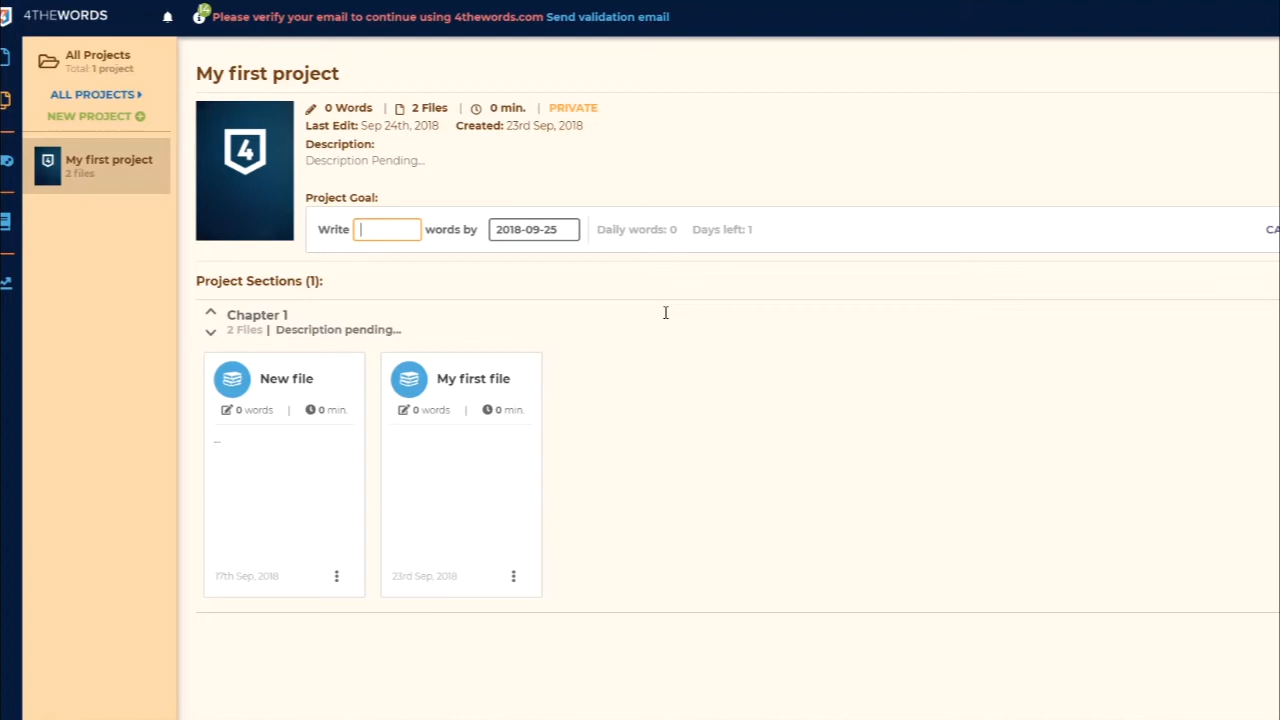 4THEWORDS
14
Please verify your email to continue using 4thewords.com Send validation email
All Projects
Total: 1 project
ALL PROJECTS
NEW PROJECT
My first project
2 files
My first project
4
0 Words | 2 Files | 0 min. | PRIVATE
Last Edit: Sep 24th, 2018 Created: 23rd Sep, 2018
Description:
Description Pending...
Project Goal:
Write words by 2018-09-25 Daily words: 0 Days left: 1 CA
Project Sections (1):
Chapter 1
2 Files | Description pending...
New file
0 words | 0 min.
...
17th Sep, 2018
My first file
0 words | 0 min.
23rd Sep, 2018